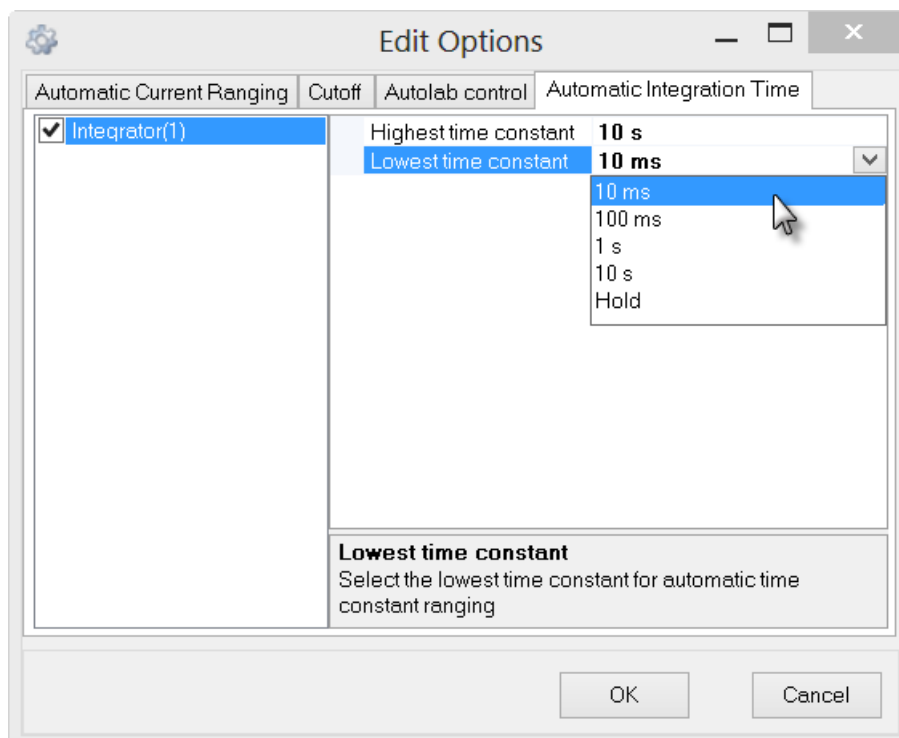 Edit Options
Automatic Current Ranging Cutoff Autolab control Automatic Integration Time
Integrator(1)
Highest time constant 10 s
Lowest time constant 10 ms
10 ms
100 ms
1 s
10 s
Hold
Lowest time constant
Select the lowest time constant for automatic time
constant ranging
OK Cancel